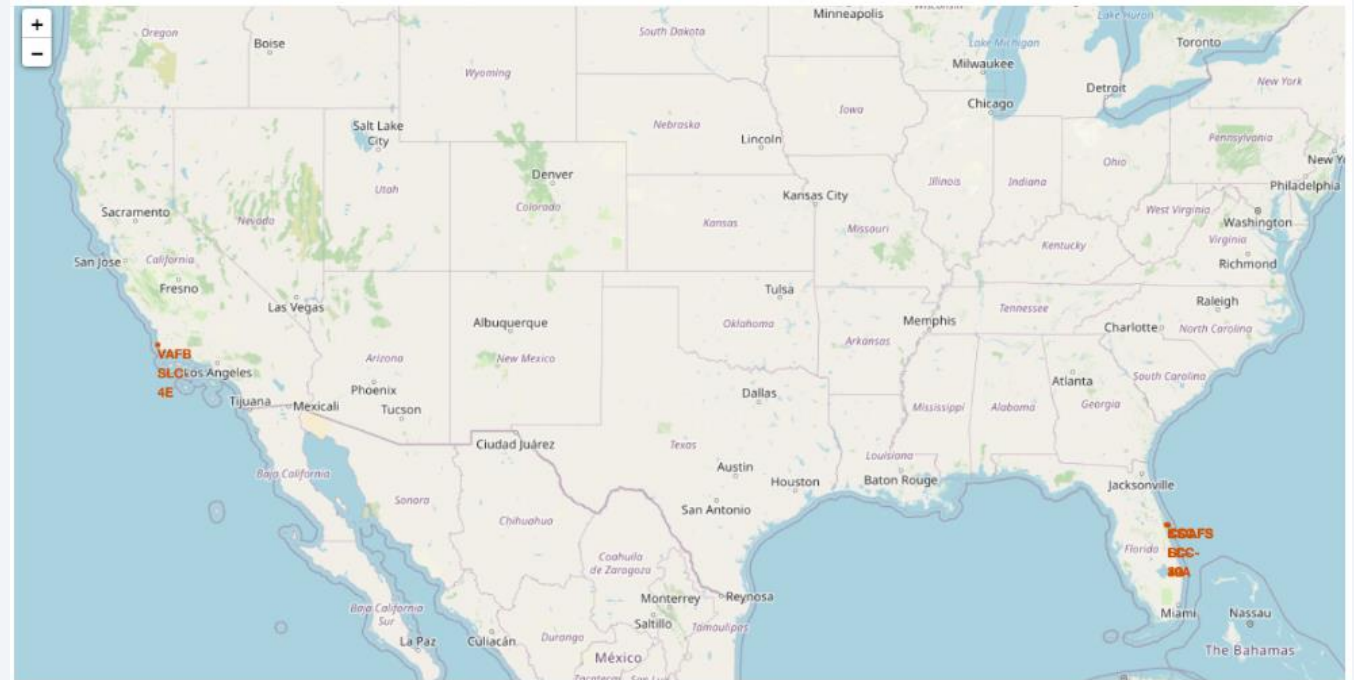 +
−
Oregon
Boise
South Dakota
Minneapolis
Wisconsin
Lake Huron
Lake Michigan
Toronto
Wyoming
Milwaukee
Detroit
New York
Chicago
Iowa
Salt Lake
City
Nebraska
Lincoln
Pennsylvania
Ohio
Denver
Illinois
Indiana
Philadelphia
Utah
Colorado
Kansas City
Sacramento
Nevada
Kansas
Missouri
West Virginia
Washington
Virginia
Kentucky
San Jose
California
Richmond
Fresno
Las Vegas
Tulsa
Raleigh
Tennessee
Albuquerque
Oklahoma
Memphis
Charlotte
North Carolina
Arkansas
VAFB
SLC-
4E
Los Angeles
Arizona
New Mexico
Phoenix
Dallas
Atlanta
South Carolina
Tijuana
Mexicali
Tucson
Mississippi
Alabama
Georgia
Ciudad Juárez
Texas
Louisiana
Baja California
Austin
Houston
Baton Rouge
Jacksonville
Sonora
San Antonio
Chihuahua
Florida
Coahuila
de Zaragoza
Monterrey
Reynosa
Baja California
Sur
Saltillo
Tamaulipas
Miami
Nassau
La Paz
Culiacán
Durango
México
The Bahamas
Zacatecas
San Luis